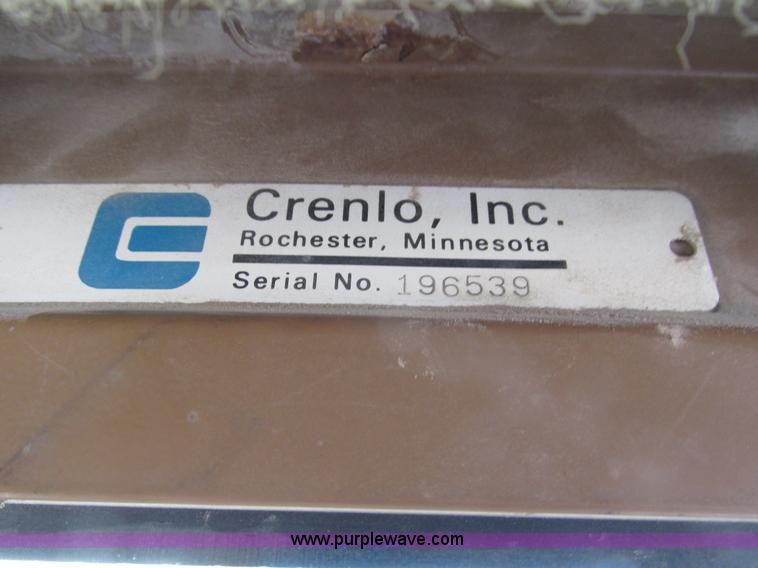 Crenlo, Inc.
Rochester, Minnesota
Serial No. 196539
www.purplewave.com